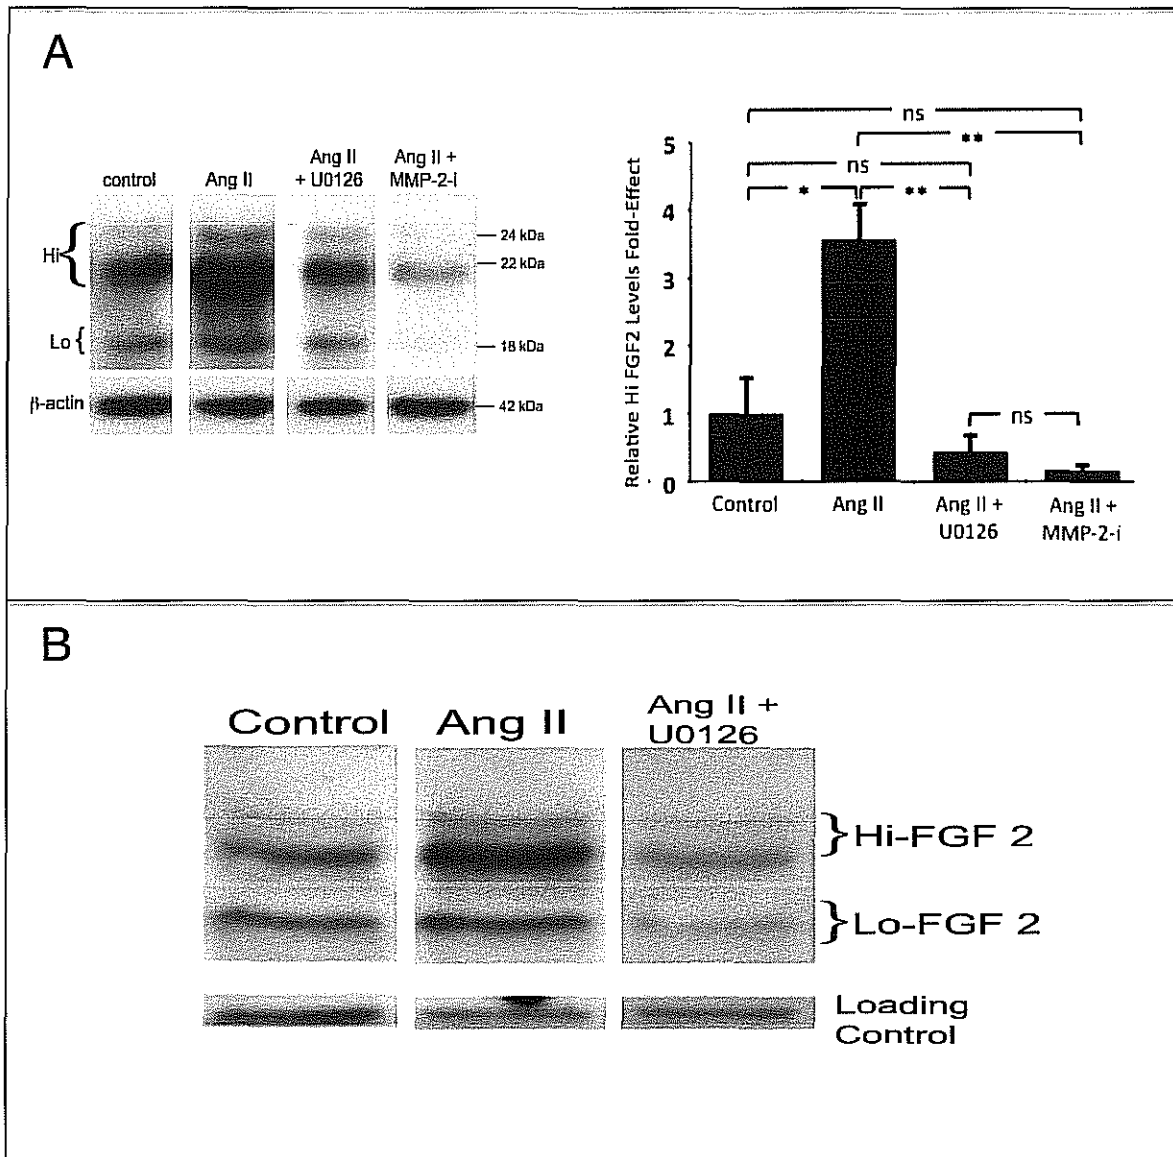 A
control
Ang II
Ang II
+ U0126
Ang II +
MMP-2-i
Hi
Lo
β-actin
24 kDa
22 kDa
18 kDa
42 kDa
Relative Hi FGF2 Levels Fold-Effect
5
4
3
2
1
0
ns
**
ns
* **
ns
Control
Ang II
Ang II +
U0126
Ang II +
MMP-2-i
B
Control
Ang II
Ang II +
U0126
Hi-FGF 2
Lo-FGF 2
Loading
Control